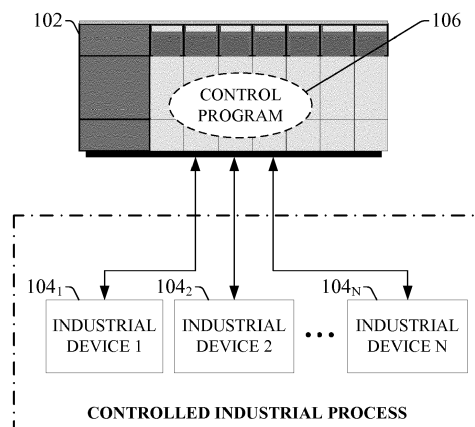 102
106
CONTROL
PROGRAM
104₁
104₂
104ₙ
INDUSTRIAL
DEVICE 1
INDUSTRIAL
DEVICE 2
•••
INDUSTRIAL
DEVICE N
CONTROLLED INDUSTRIAL PROCESS